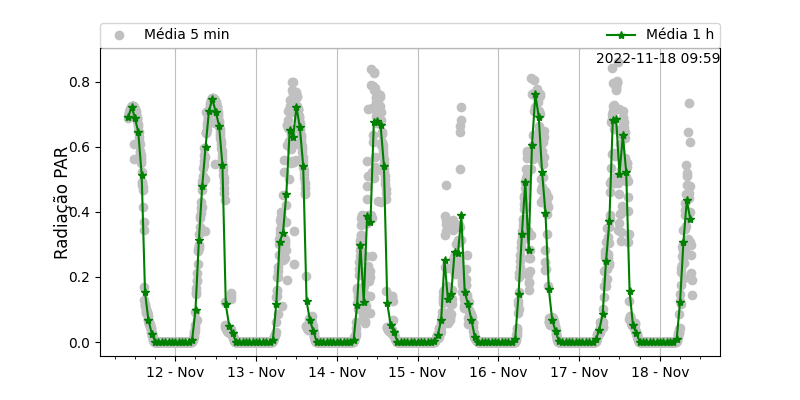 Média 5 min
Média 1 h
2022-11-18 09:59
Radiação PAR
0.8
0.6
0.4
0.2
0.0
12 - Nov
13 - Nov
14 - Nov
15 - Nov
16 - Nov
17 - Nov
18 - Nov